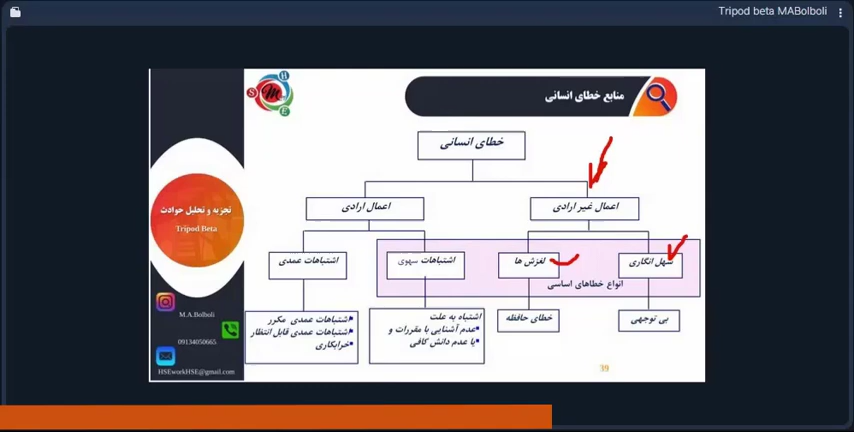 Tripod beta MABolboli
منابع خطای انسانی
H
S
M
E
خطای انسانی
اعمال غیر ارادی
اعمال ارادی
سهل انگاری
لغزش ها
اشتباهات سهوی
اشتباهات عمدی
انواع خطاهای اساسی
بی توجهی
خطای حافظه
اشتباه به علت
عدم آشنایی با مقررات و
یا عدم دانش کافی
اشتباهات عمدی مکرر
اشتباهات عمدی قابل انتظار
خرابکاری
تجزیه و تحلیل حوادث
Tripod Beta
M.A.Bolboli
09134050665
HSEworkHSE@gmail.com
39